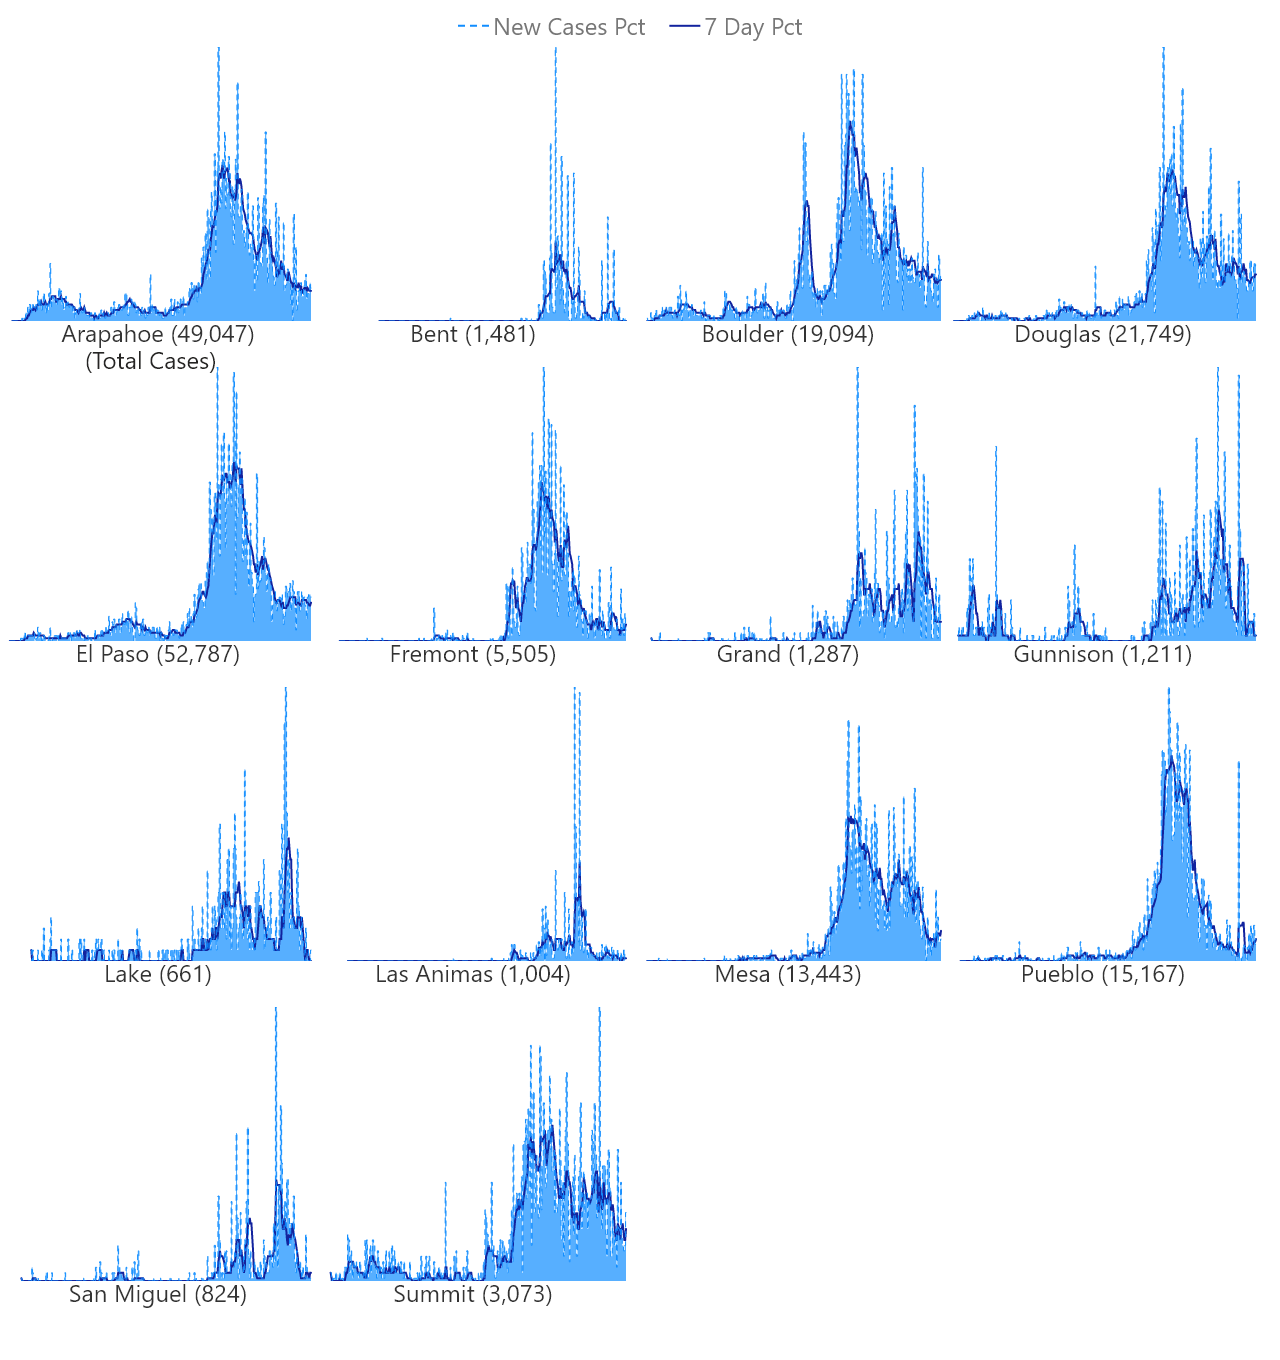 New Cases Pct 7 Day Pct
Arapahoe (49,047) Bent (1,481) Boulder (19,094) Douglas (21,749)
(Total Cases)
El Paso (52,787) Fremont (5,505) Grand (1,287) Gunnison (1,211)
Lake (661) Las Animas (1,004) Mesa (13,443) Pueblo (15,167)
San Miguel (824) Summit (3,073)